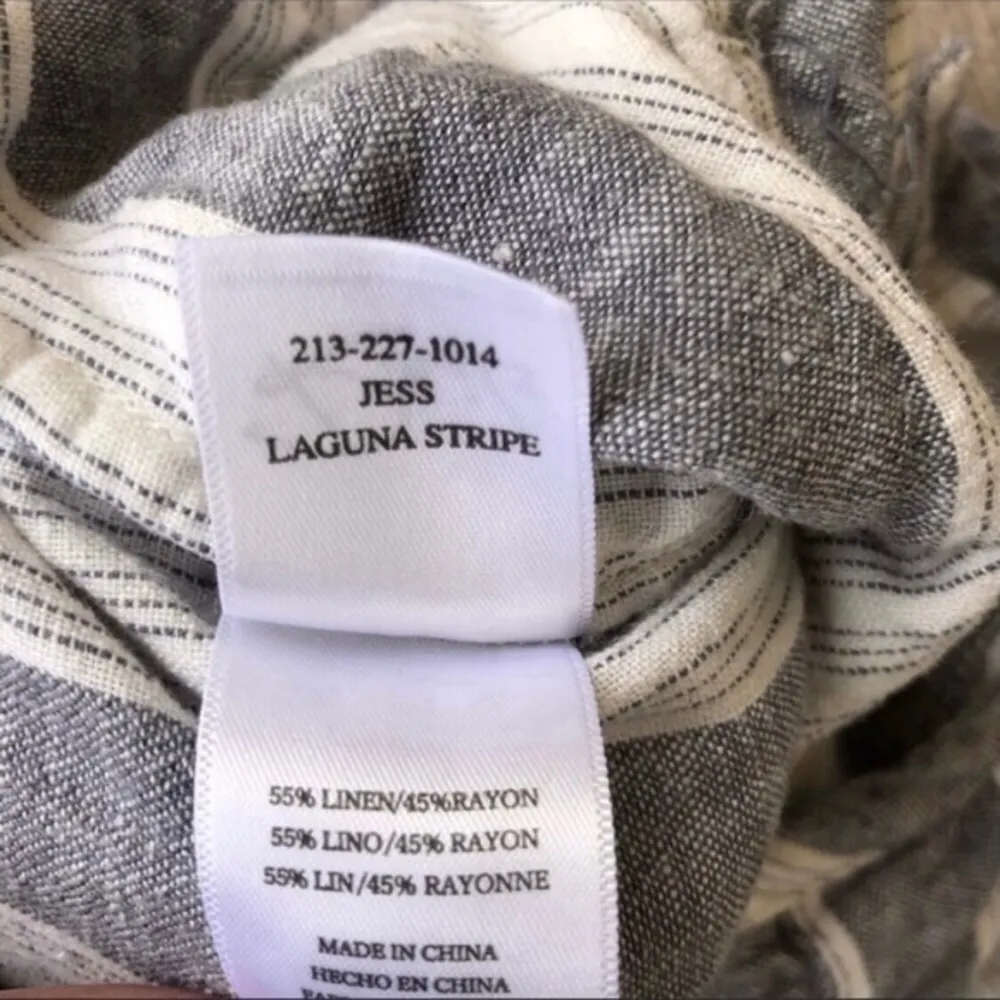 213-227-1014
JESS
LAGUNA STRIPE
55% LINEN/45%RAYON
55% LINO/45% RAYON
55% LIN/45% RAYONNE
MADE IN CHINA
HECHO EN CHINA